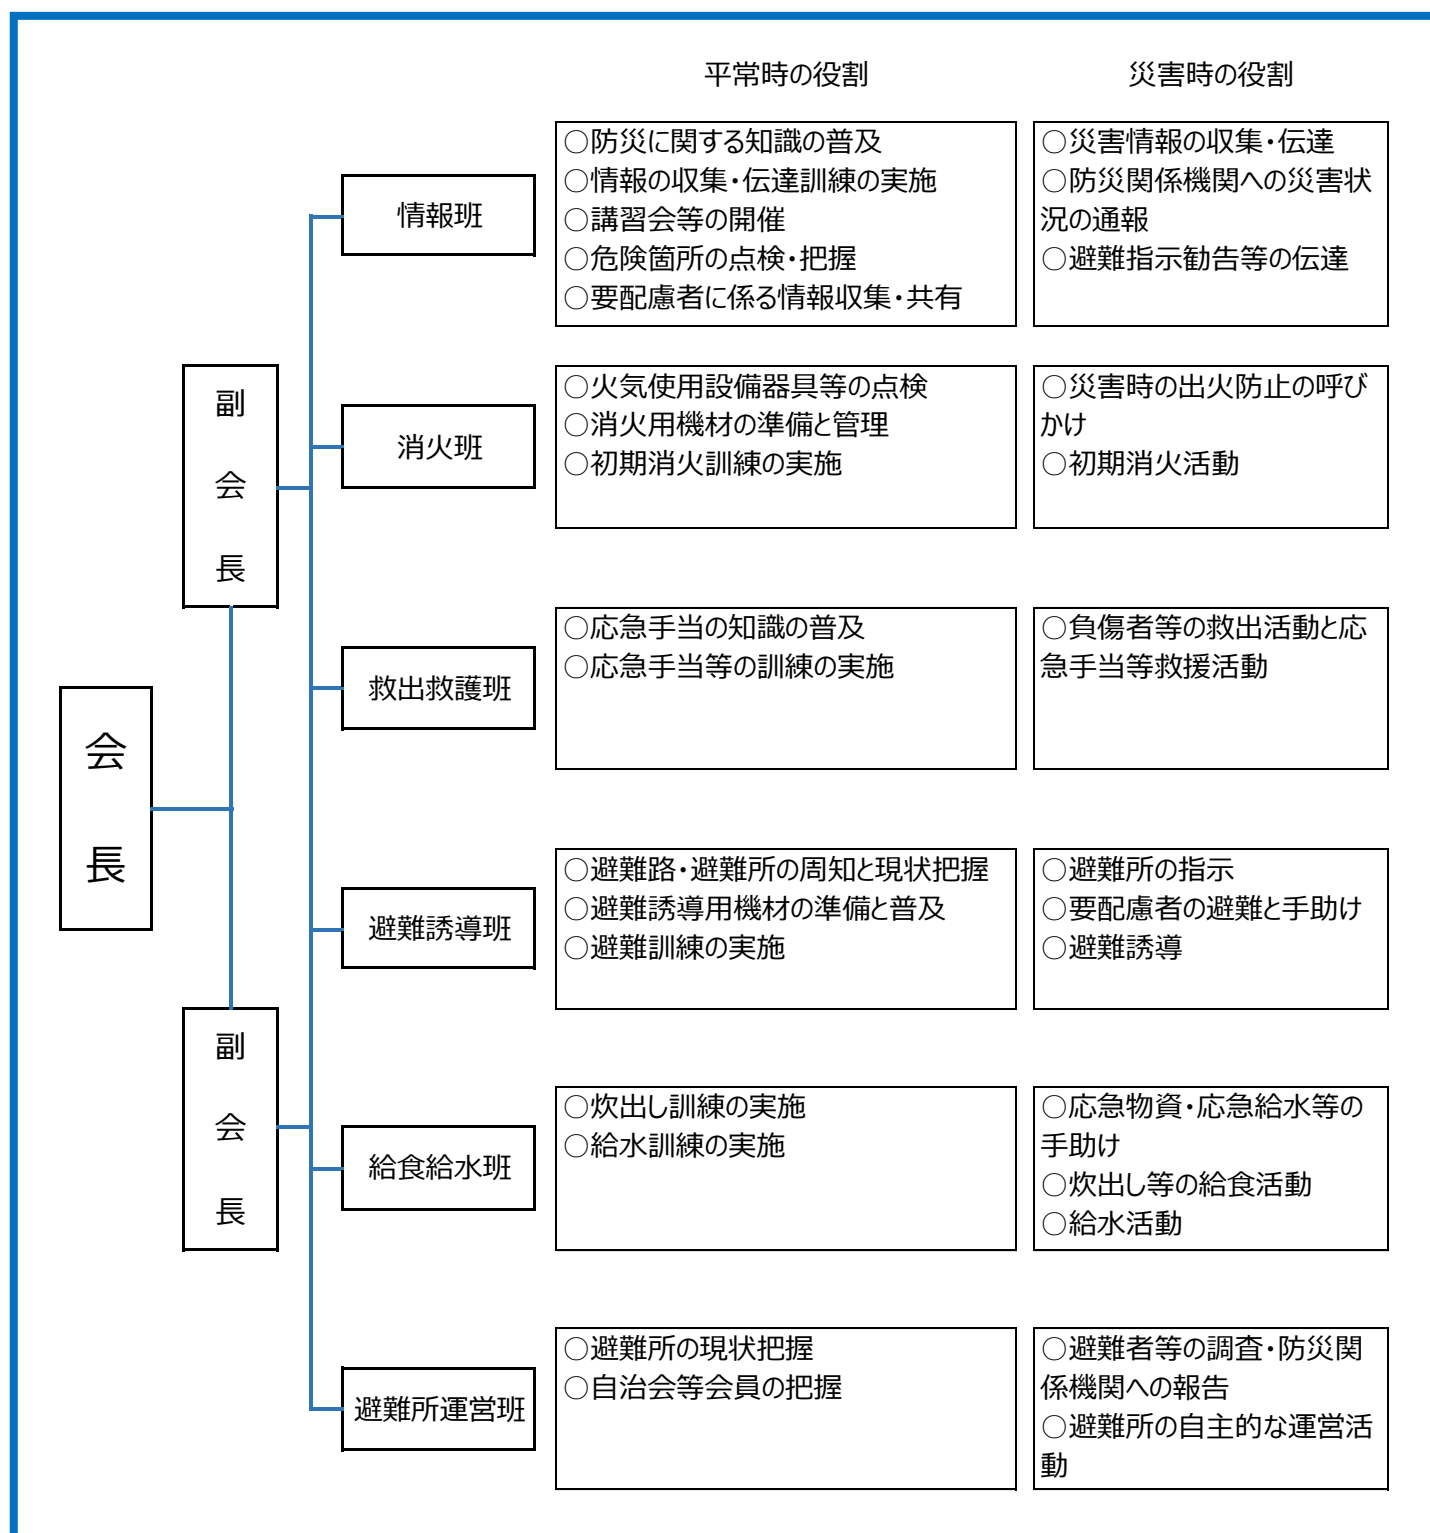 平常時の役割
災害時の役割
会長
副会長
副会長
情報班
○防災に関する知識の普及
○情報の収集・伝達訓練の実施
○講習会等の開催
○危険箇所の点検・把握
○要配慮者に係る情報収集・共有
○災害情報の収集・伝達
○防災関係機関への災害状
況の通報
○避難指示勧告等の伝達
消火班
○火気使用設備器具等の点検
○消火用機材の準備と管理
○初期消火訓練の実施
○災害時の出火防止の呼び
かけ
○初期消火活動
救出救護班
○応急手当の知識の普及
○応急手当等の訓練の実施
○負傷者等の救出活動と応
急手当等救援活動
避難誘導班
○避難路・避難所の周知と現状把握
○避難誘導用機材の準備と普及
○避難訓練の実施
○避難所の指示
○要配慮者の避難と手助け
○避難誘導
給食給水班
○炊出し訓練の実施
○給水訓練の実施
○応急物資・応急給水等の
手助け
○炊出し等の給食活動
○給水活動
避難所運営班
○避難所の現状把握
○自治会等会員の把握
○避難者等の調査・防災関
係機関への報告
○避難所の自主的な運営活
動